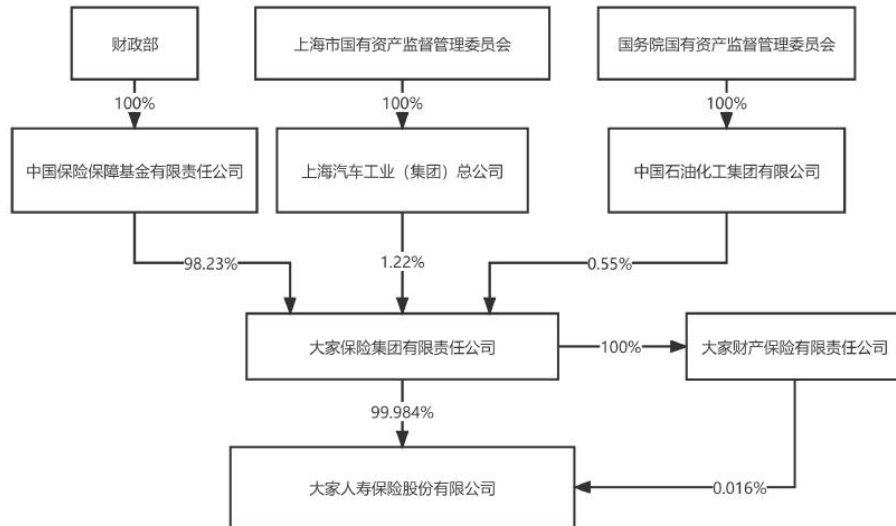 财政部
上海市国有资产监督管理委员会
国务院国有资产监督管理委员会
100%
100%
100%
中国保险保障基金有限责任公司
上海汽车工业（集团）总公司
中国石油化工集团有限公司
98.23%
1.22%
0.55%
大家保险集团有限责任公司
100%
大家财产保险有限责任公司
99.984%
大家人寿保险股份有限公司
0.016%